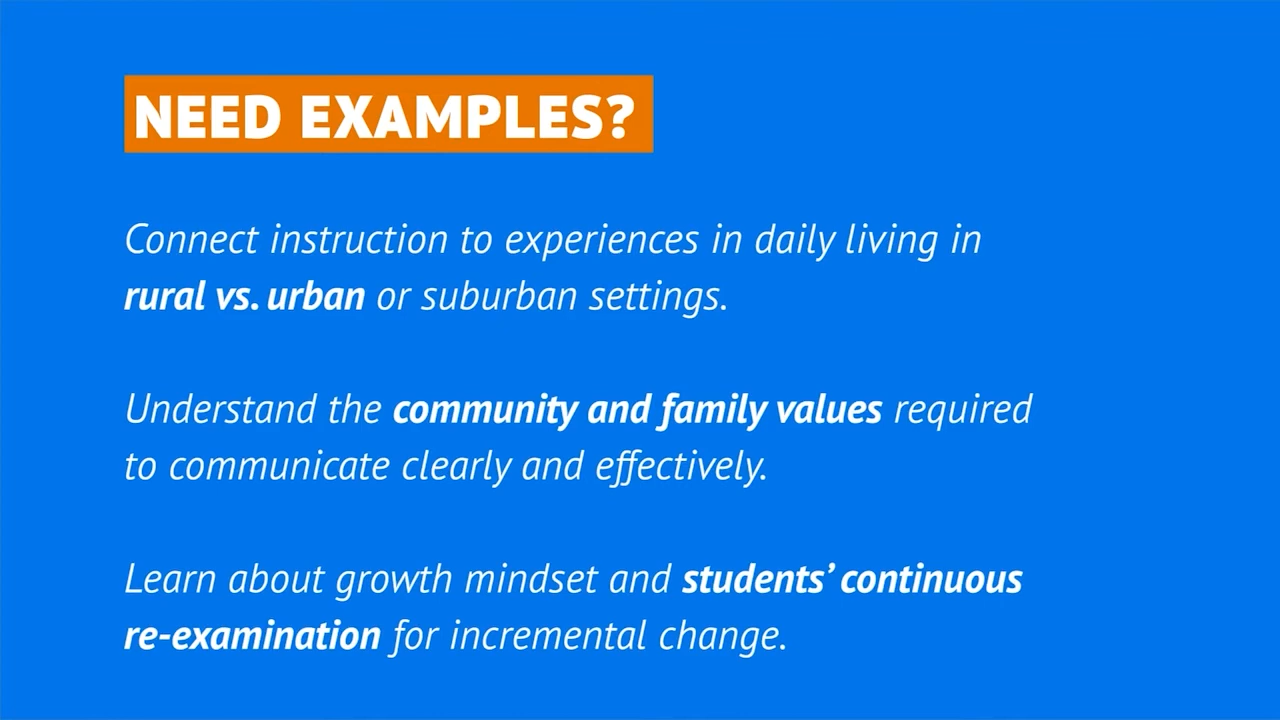 NEED EXAMPLES?
Connect instruction to experiences in daily living in
rural vs. urban or suburban settings.
Understand the community and family values required
to communicate clearly and effectively.
Learn about growth mindset and students’ continuous
re-examination for incremental change.